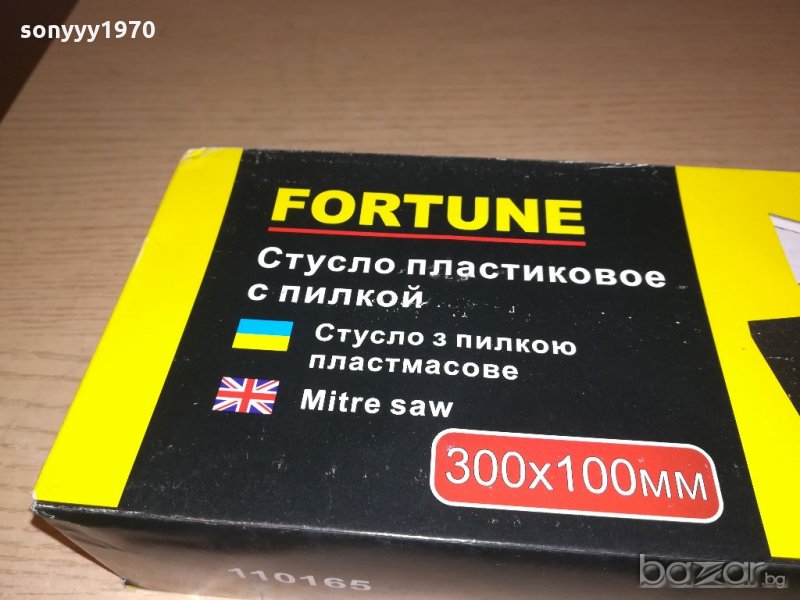 sonyyy1970
FORTUNE
Стусло пластиковое
с пилкой
Стусло з пилкою
пластмасове
Mitre saw
300x100мм
110165
bazar.bg